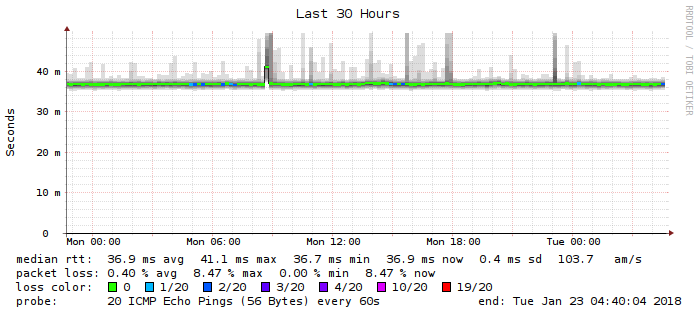 Last 30 Hours
RRDTOOL / TOBI OETIKER
Seconds
40 m
30 m
20 m
10 m
0
Mon 00:00 Mon 06:00 Mon 12:00 Mon 18:00 Tue 00:00
median rtt: 36.9 ms avg 41.1 ms max 36.7 ms min 36.9 ms now 0.4 ms sd 103.7 am/s
packet loss: 0.40 % avg 8.47 % max 0.00 % min 8.47 % now
loss color: 0 1/20 2/20 3/20 4/20 10/20 19/20
probe: 20 ICMP Echo Pings (56 Bytes) every 60s end: Tue Jan 23 04:40:04 2018